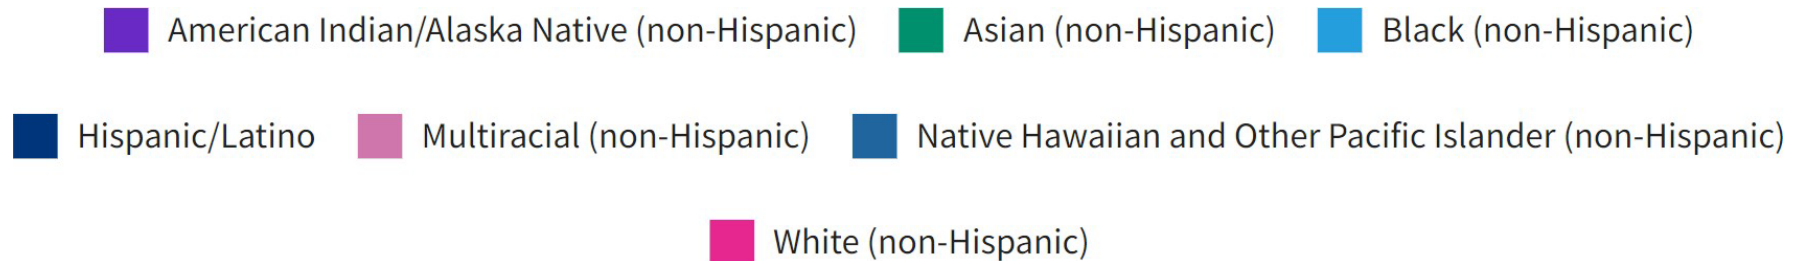 American Indian/Alaska Native (non-Hispanic) Asian (non-Hispanic) Black (non-Hispanic)
Hispanic/Latino Multiracial (non-Hispanic) Native Hawaiian and Other Pacific Islander (non-Hispanic)
White (non-Hispanic)